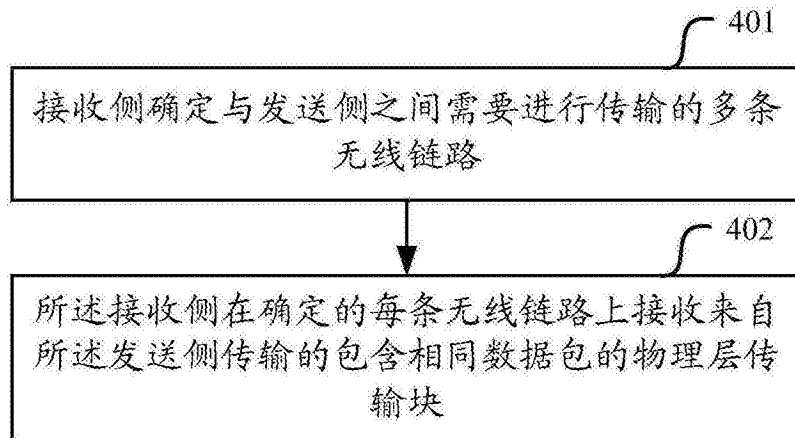 401
接收侧确定与发送侧之间需要进行传输的多条
无线链路
402
所述接收侧在确定的每条无线链路上接收来自
所述发送侧传输的包含相同数据包的物理层传
输块